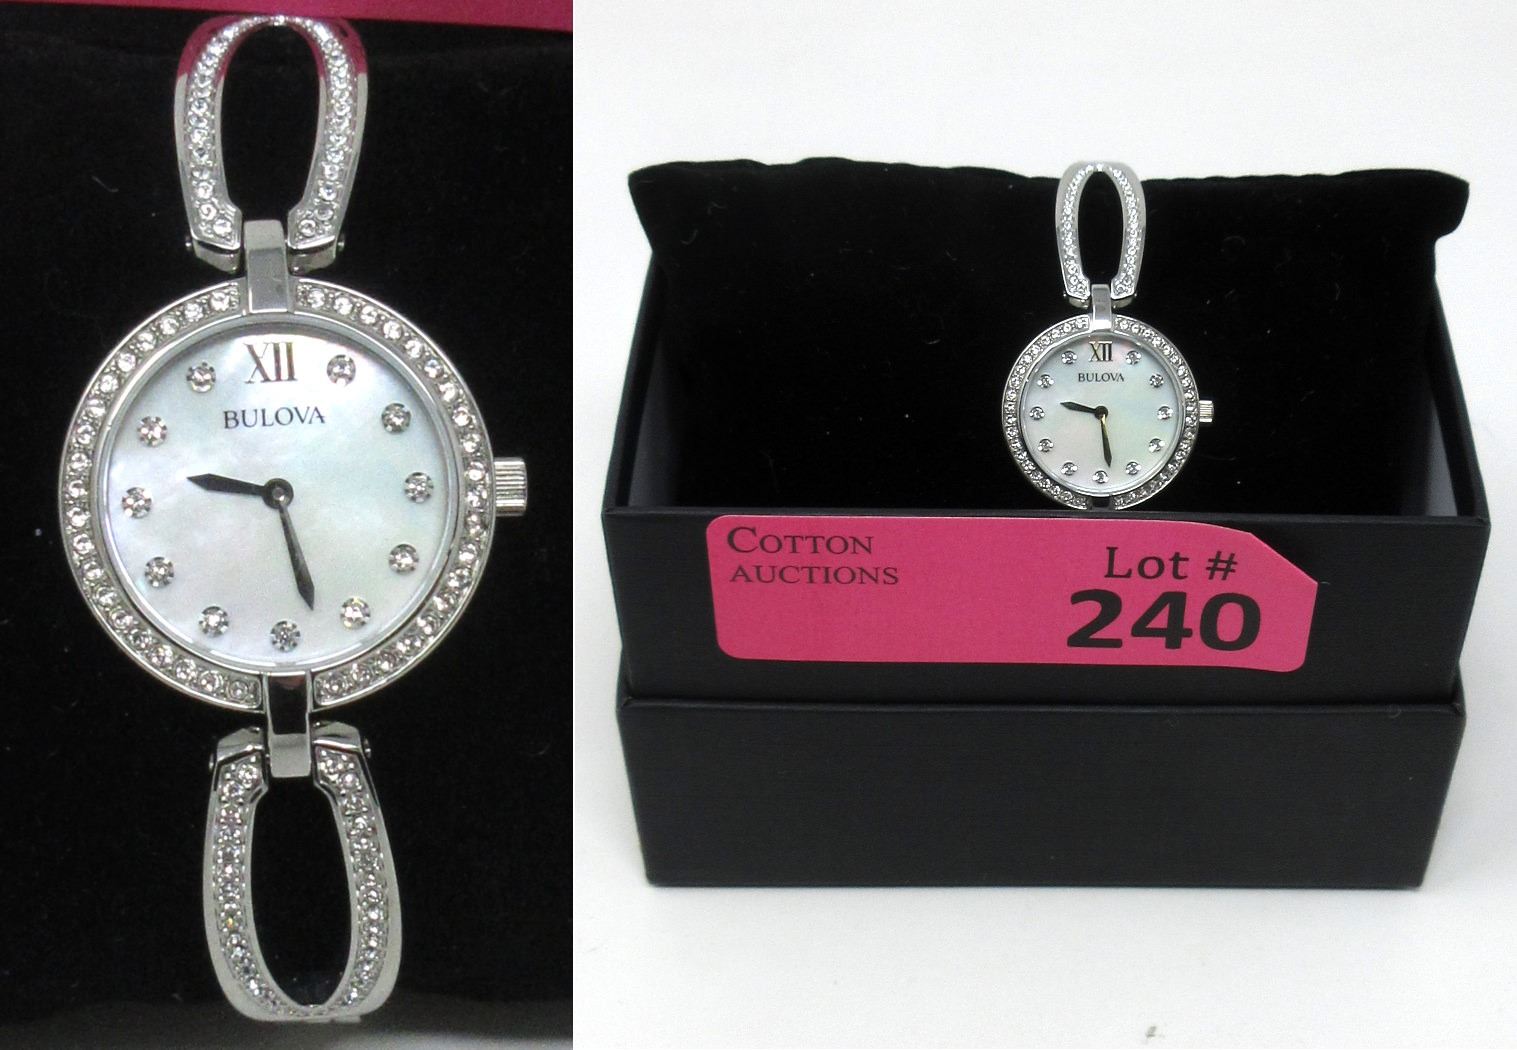 XII
BULOVA
XII
BULOVA
COTTON
AUCTIONS
Lot #
240